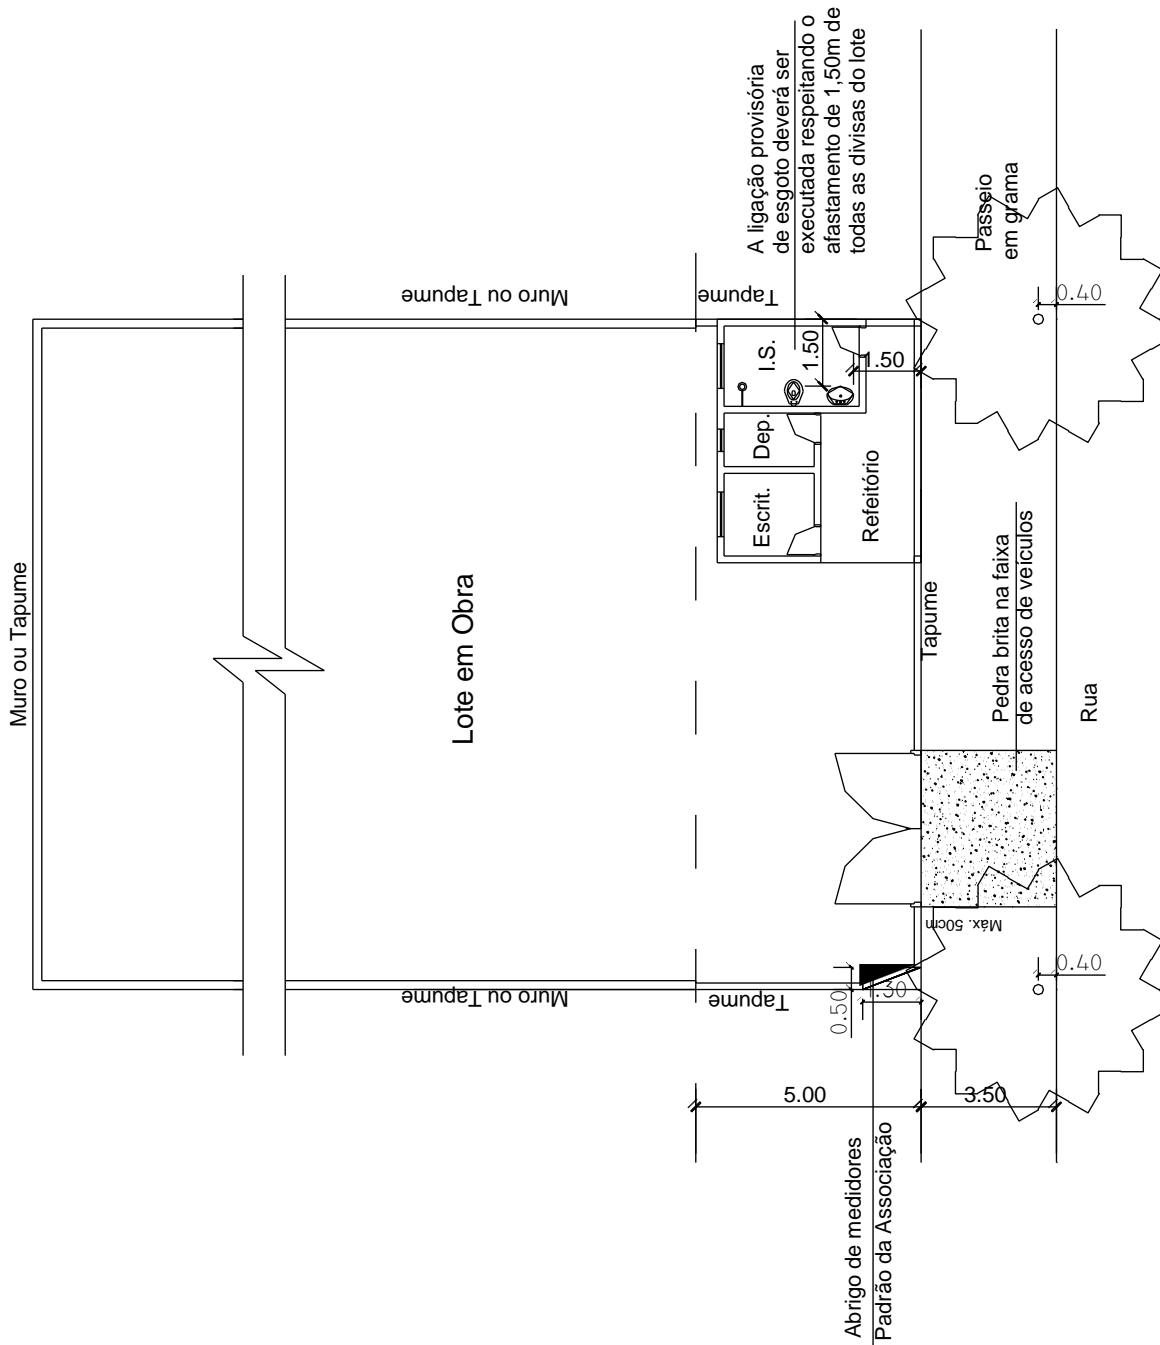 Muro ou Tapume
A ligação provisória
de esgoto deverá ser
executada respeitando o
afastamento de 1,50m de
todas as divisas do lote
Muro ou Tapume
Tapume
Lote em Obra
I.S.
1.50
1.50
Dep.
Escrit.
Refeitório
Passeio
em grama
0.40
Tapume
Pedra brita na faixa
de acesso de veículos
Rua
Máx. 50cm
Muro ou Tapume
Tapume
0.50
1.30
0.40
5.00
3.50
Abrigo de medidores
Padrão da Associação